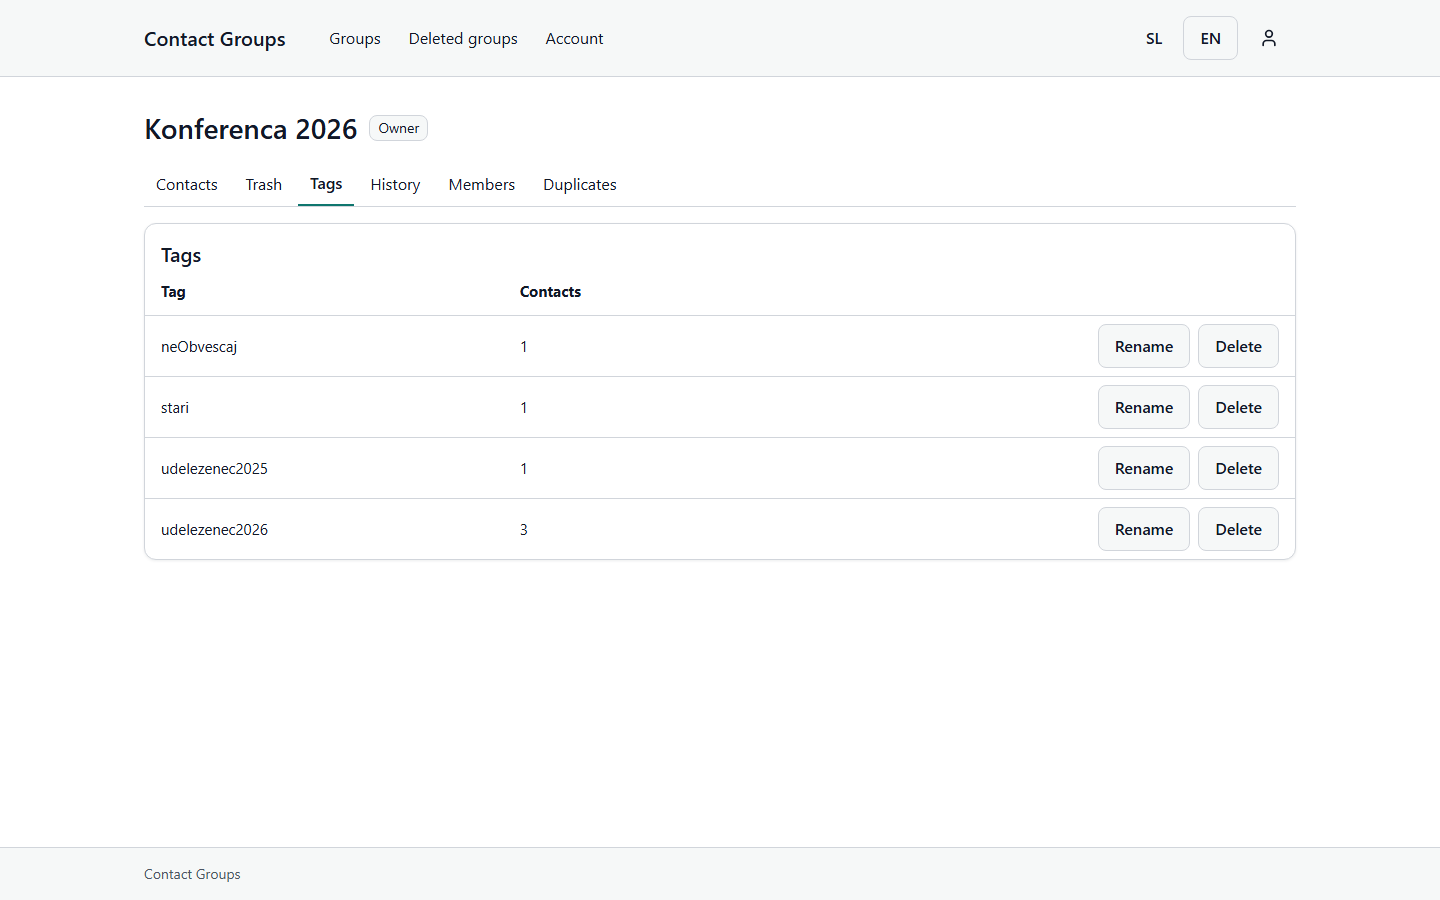 Contact Groups Groups Deleted groups Account SL EN
Konferenca 2026 Owner
Contacts Trash Tags History Members Duplicates
Tags
Tag Contacts
neObvescaj 1 Rename Delete
stari 1 Rename Delete
udelezenec2025 1 Rename Delete
udelezenec2026 3 Rename Delete
Contact Groups